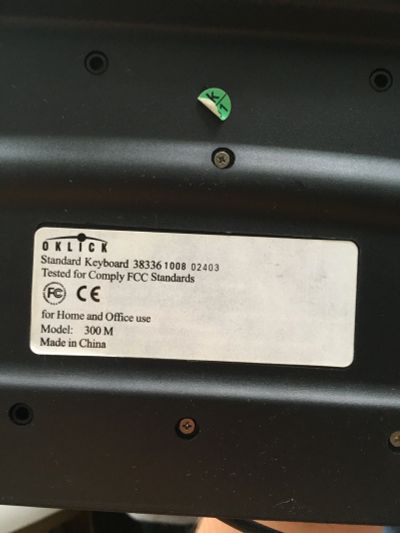 K
1
OKLICK
Standard Keyboard 38336 1008 02403
Tested for Comply FCC Standards
FC CE
for Home and Office use
Model: 300 M
Made in China